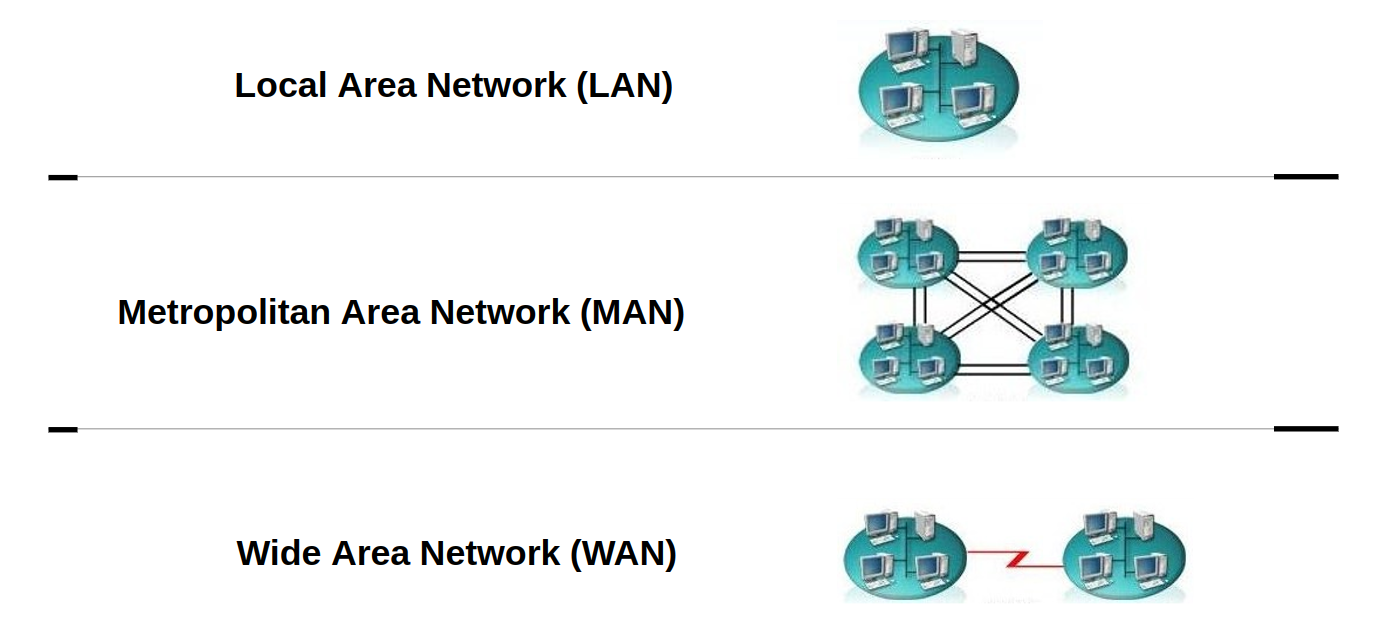 Local Area Network (LAN)
Metropolitan Area Network (MAN)
Wide Area Network (WAN)